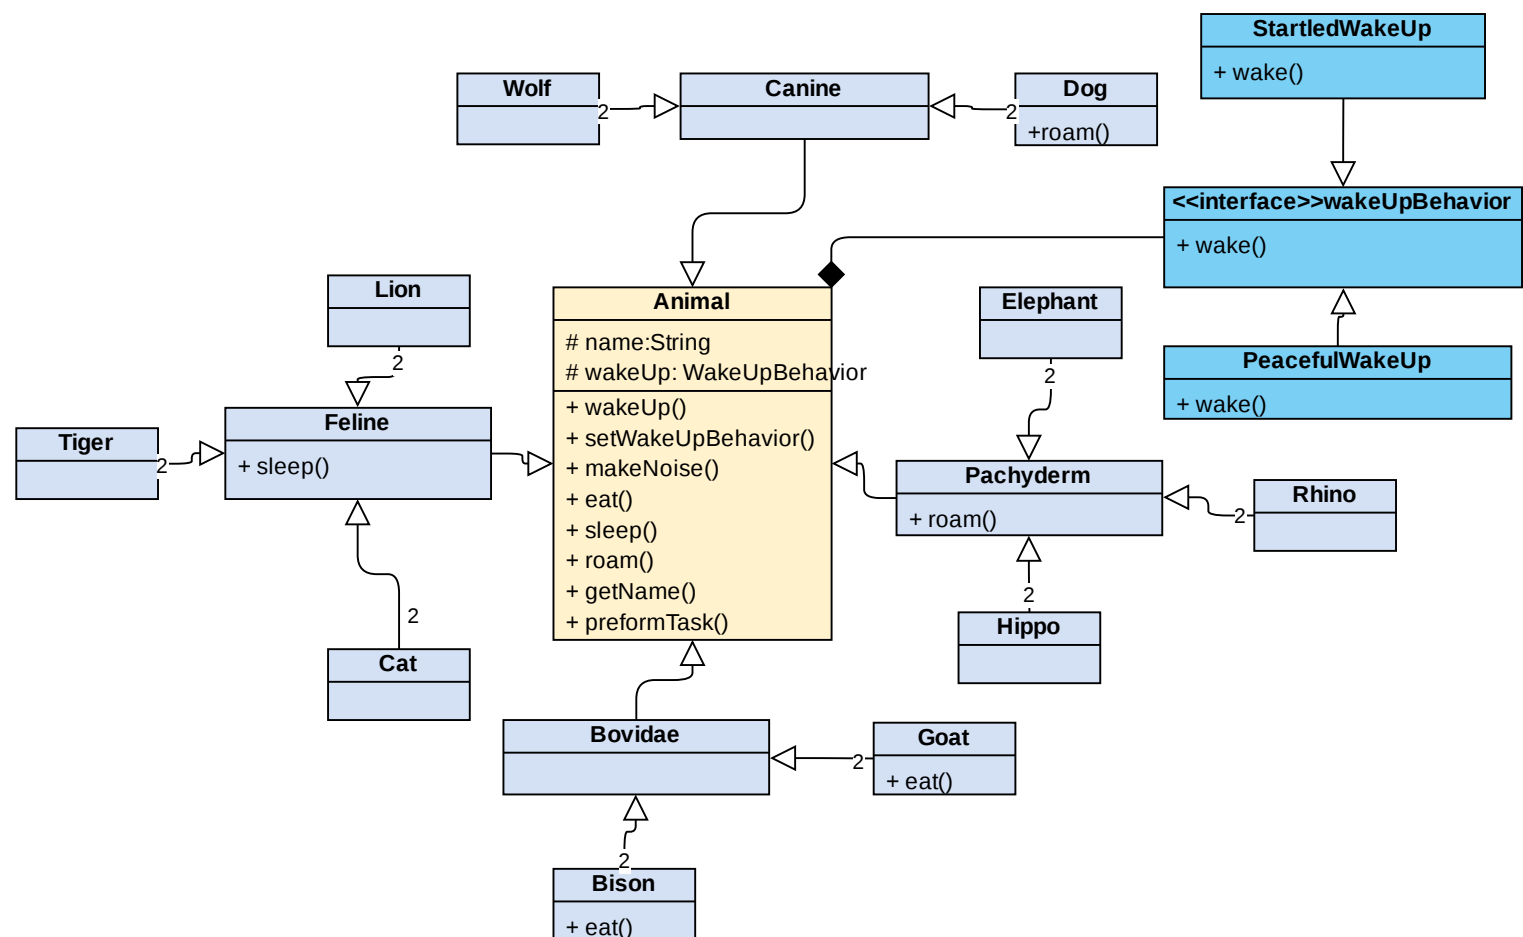 StartledWakeUp
+ wake()
Wolf
2
Canine
2
Dog
+roam()
<<interface>>wakeUpBehavior
+ wake()
Lion
2
Animal
# name:String
# wakeUp: WakeUpBehavior
+ wakeUp()
+ setWakeUpBehavior()
+ makeNoise()
+ eat()
+ sleep()
+ roam()
+ getName()
+ preformTask()
Elephant
2
PeacefulWakeUp
+ wake()
Tiger
2
Feline
+ sleep()
Pachyderm
+ roam()
2
Rhino
2
Hippo
2
Cat
Bovidae
2
Goat
+ eat()
2
Bison
+ eat()